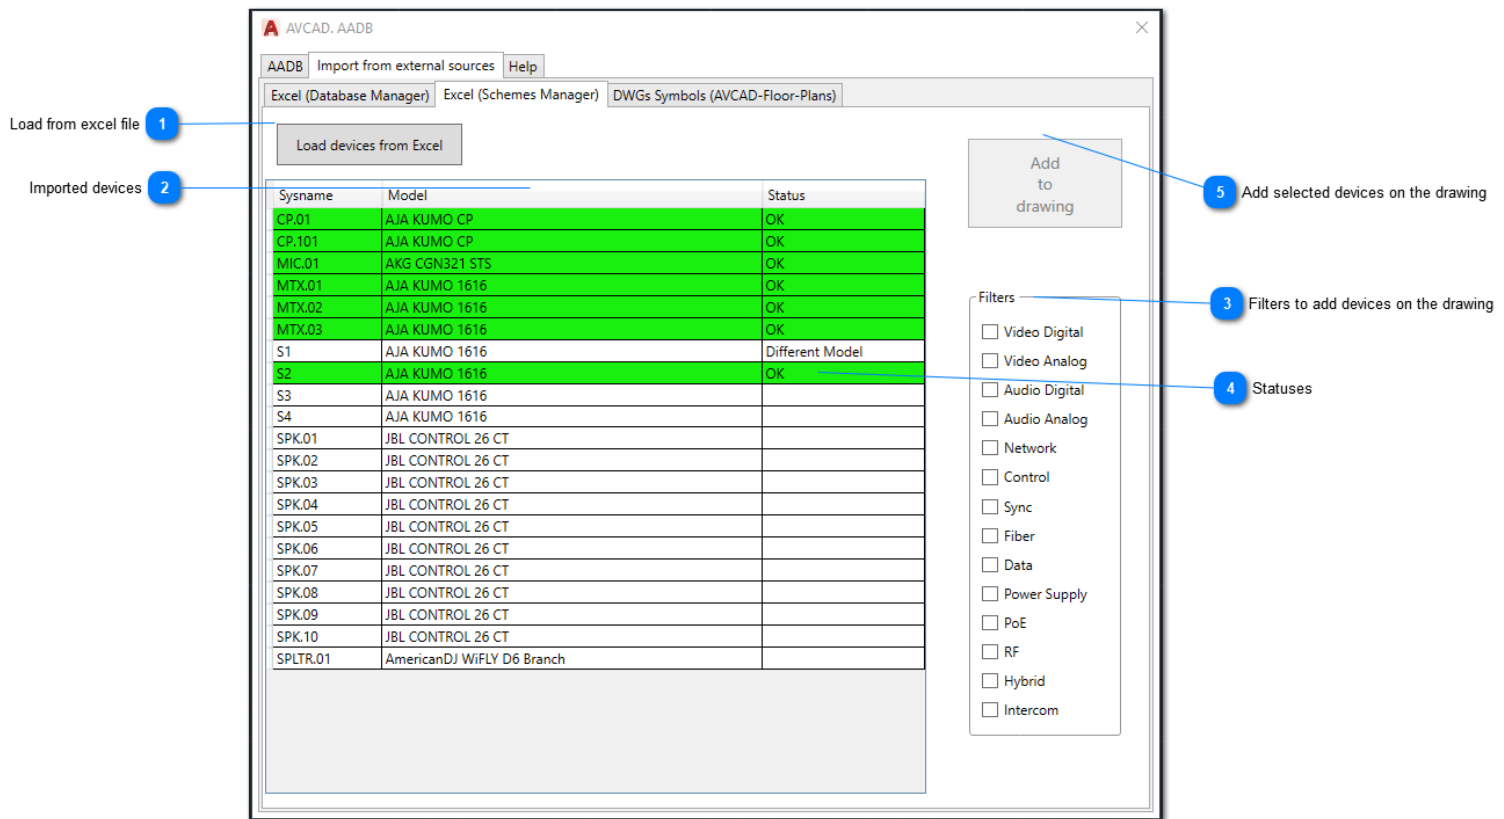 AVCAD. AADB
AADB Import from external sources Help
Excel (Database Manager) Excel (Schemes Manager) DWGs Symbols (AVCAD-Floor-Plans)
Load from excel file 1
Load devices from Excel
Add
to
drawing
Imported devices 2
5 Add selected devices on the drawing
Sysname Model Status
CP.01 AJA KUMO CP OK
CP.101 AJA KUMO CP OK
MIC.01 AKG CGN321 STS OK
MTX.01 AJA KUMO 1616 OK
MTX.02 AJA KUMO 1616 OK
MTX.03 AJA KUMO 1616 OK
S1 AJA KUMO 1616 Different Model
S2 AJA KUMO 1616 OK
S3 AJA KUMO 1616
S4 AJA KUMO 1616
SPK.01 JBL CONTROL 26 CT
SPK.02 JBL CONTROL 26 CT
SPK.03 JBL CONTROL 26 CT
SPK.04 JBL CONTROL 26 CT
SPK.05 JBL CONTROL 26 CT
SPK.06 JBL CONTROL 26 CT
SPK.07 JBL CONTROL 26 CT
SPK.08 JBL CONTROL 26 CT
SPK.09 JBL CONTROL 26 CT
SPK.10 JBL CONTROL 26 CT
SPLTR.01 AmericanDJ WiFLY D6 Branch
Filters
3 Filters to add devices on the drawing
Video Digital
Video Analog
Audio Digital
4 Statuses
Audio Analog
Network
Control
Sync
Fiber
Data
Power Supply
PoE
RF
Hybrid
Intercom